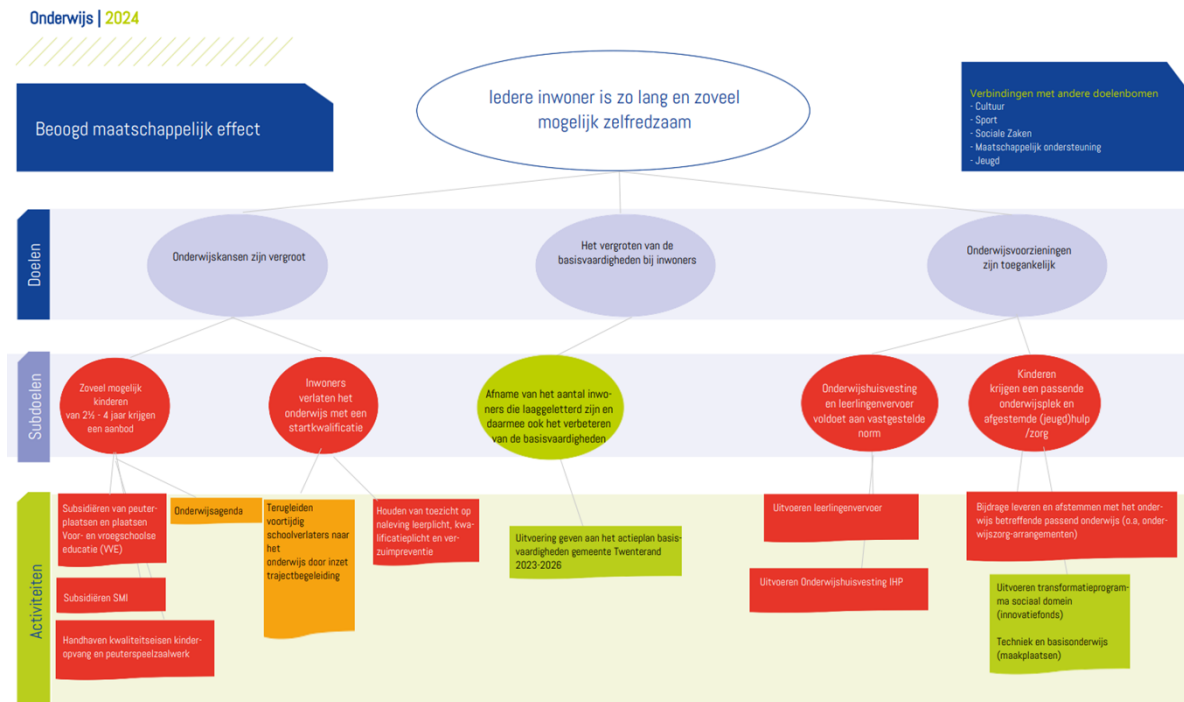 Onderwijs | 2024
Beoogd maatschappelijk effect
Iedere inwoner is zo lang en zoveel
mogelijk zelfredzaam
Verbindingen met andere doelenbomen
- Cultuur
- Sport
- Sociale Zaken
- Maatschappelijk ondersteuning
- Jeugd
Doelen
Onderwijskansen zijn vergroot
Het vergroten van de
basisvaardigheden bij inwoners
Onderwijsvoorzieningen
zijn toegankelijk
Subdoelen
Zoveel mogelijk
kinderen
van 2½ - 4 jaar krijgen
een aanbod
Inwoners
verlaten het
onderwijs met een
startkwalificatie
Afname van het aantal inwo-
ners die laaggeletterd zijn en
daarmee ook het verbeteren
van de basisvaardigheden
Onderwijshuisvesting
en leerlingenvervoer
voldoet aan vastgestelde
norm
Kinderen
krijgen een passende
onderwijsplek en
afgestemde (jeugd)hulp
/zorg
Activiteiten
Subsidiëren van peuter-
plaatsen en plaatsen
Voor- en vroegschoolse
educatie (VVE)
Onderwijsagenda
Subsidiëren SMI
Handhaven kwaliteitseisen kinder-
opvang en peuterspeelzaalwerk
Terugleiden
voortijdig
schoolverlaters naar
het
onderwijs door inzet
trajectbegeleiding
Houden van toezicht op
naleving leerplicht, kwa-
lificatieplicht en ver-
zuimpreventie
Uitvoering geven aan het actieplan basis-
vaardigheden gemeente Twenterand
2023-2026
Uitvoeren leerlingenvervoer
Uitvoeren Onderwijshuisvesting IHP
Bijdrage leveren en afstemmen met het onder-
wijs betreffende passend onderwijs (o.a, onder-
wijszorg-arrangementen)
Uitvoeren transformatieprogram-
ma sociaal domein
(innovatiefonds)
Techniek en basisonderwijs
(maakplaatsen)